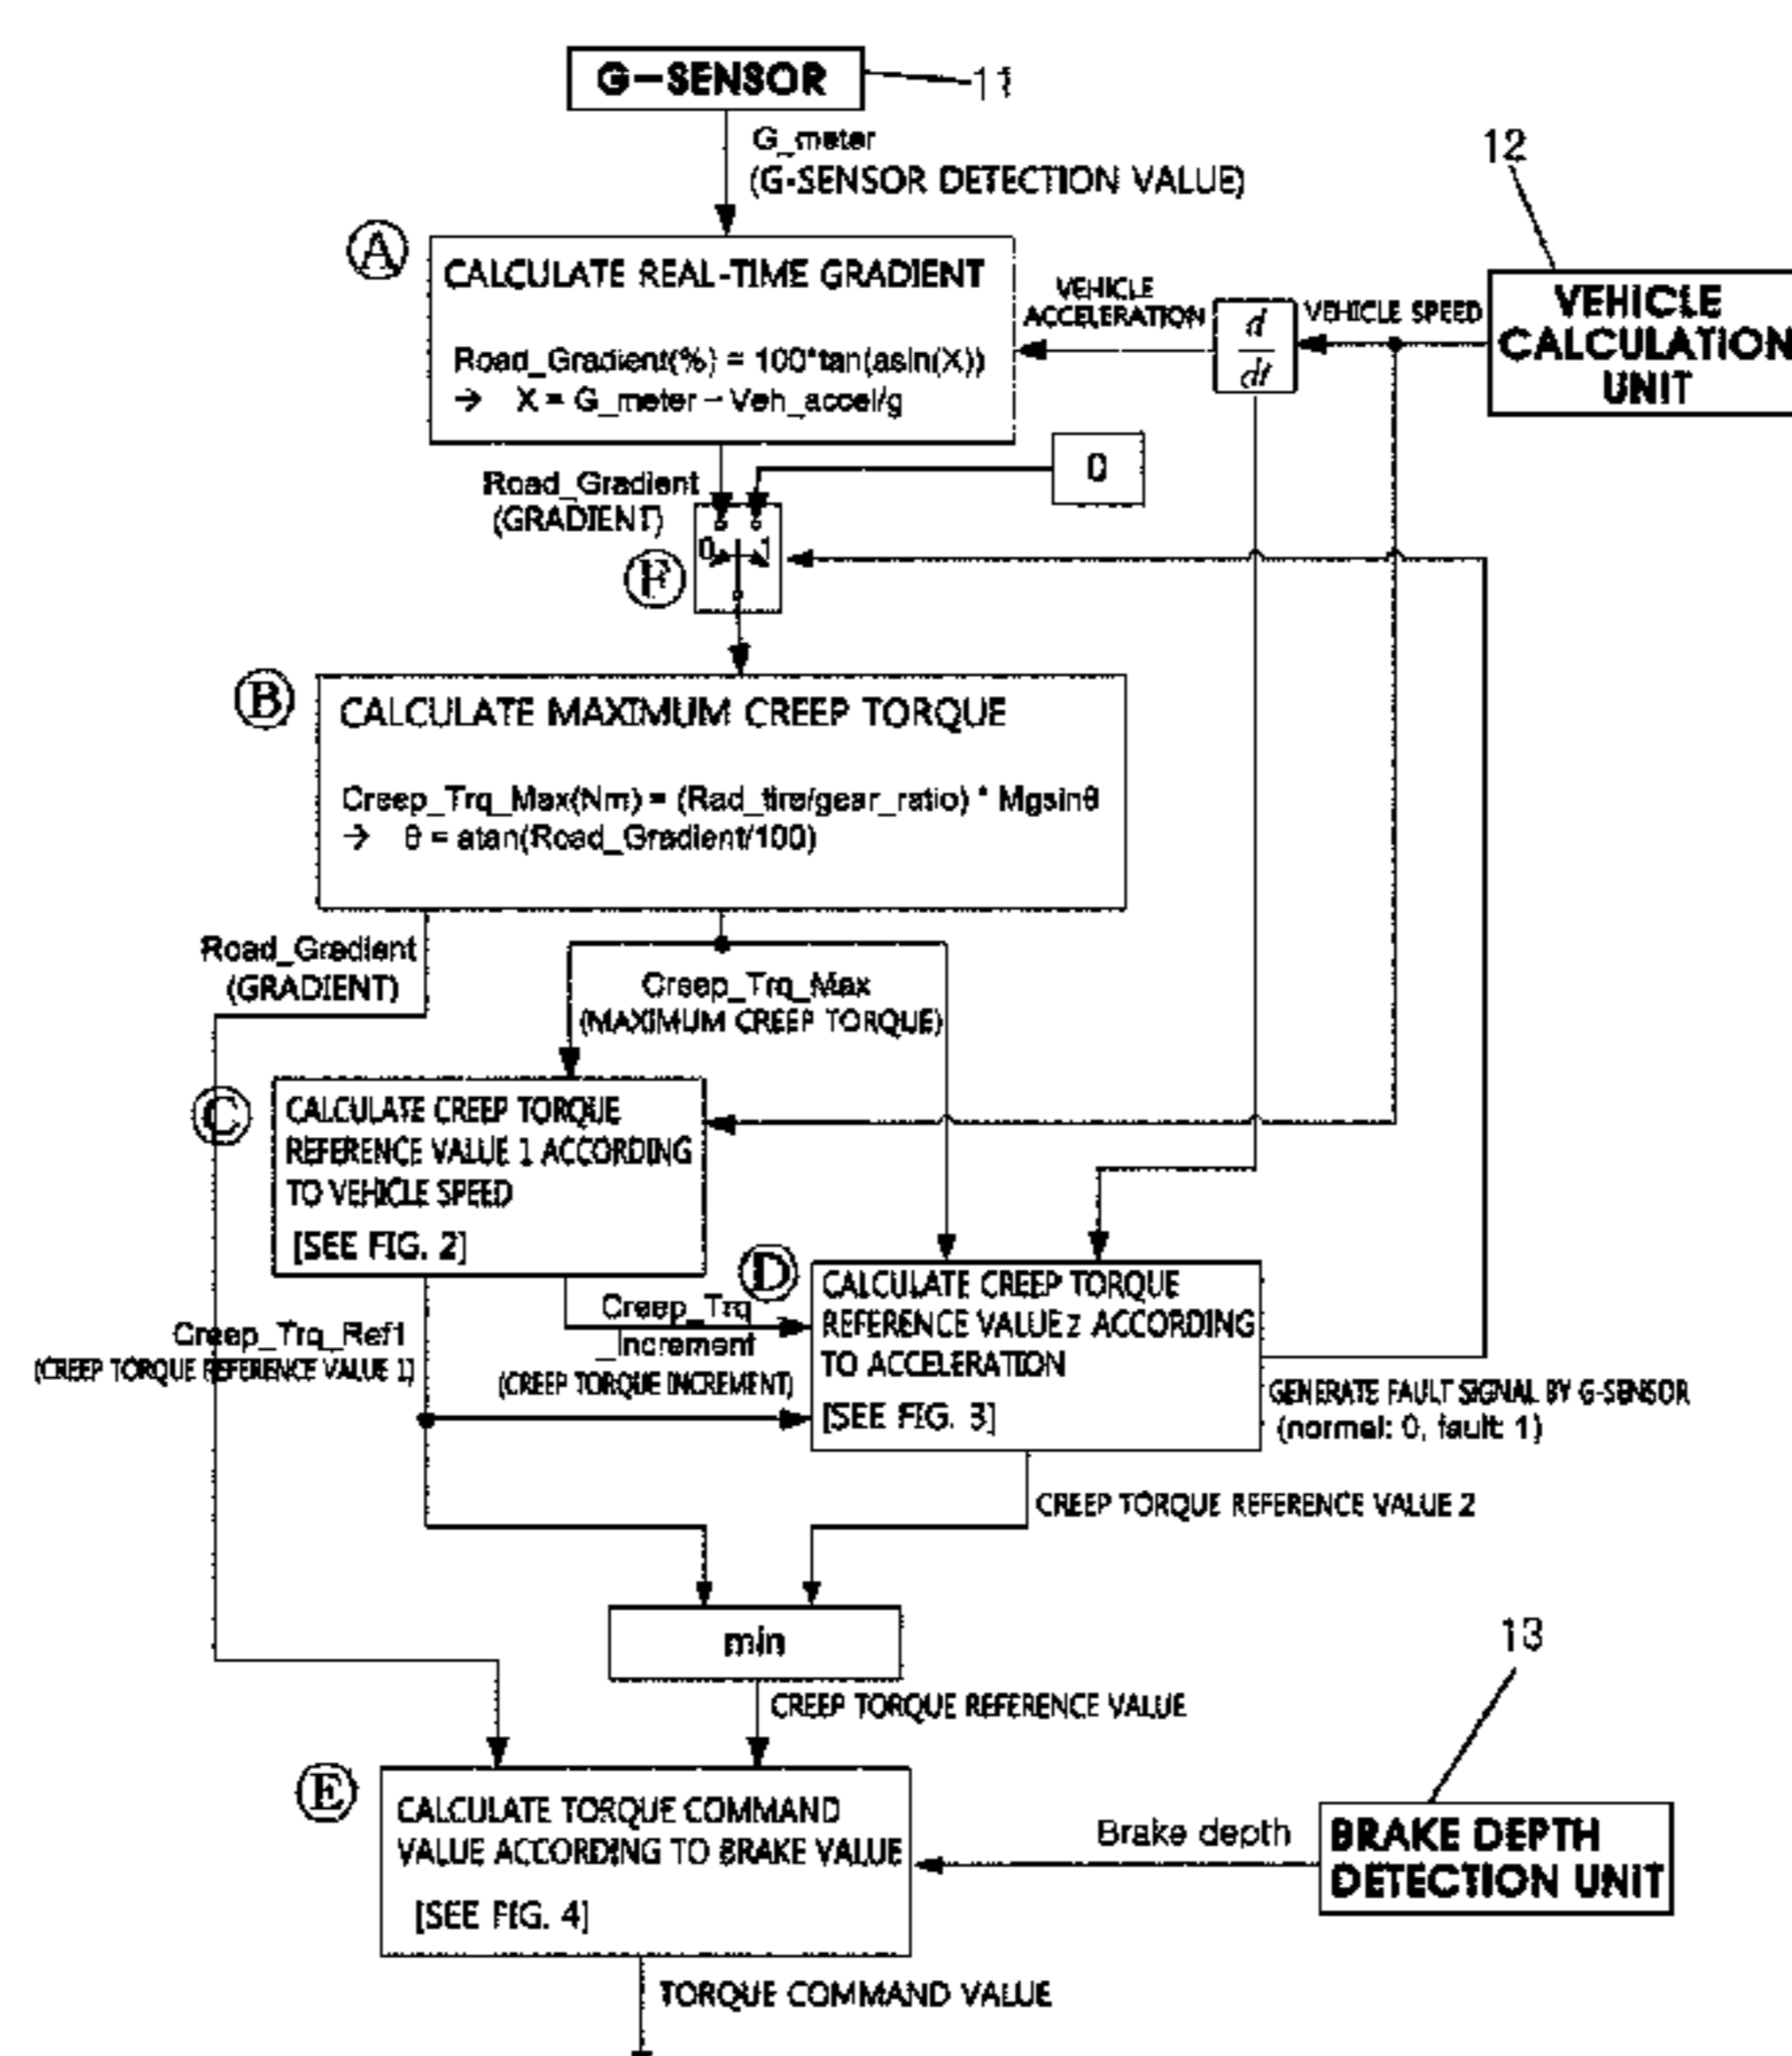 G-SENSOR
11
G_meter
(G-SENSOR DETECTION VALUE)
12
A
CALCULATE REAL-TIME GRADIENT
Road_Gradient(%) = 100*tan(asin(X))
→ X = G_meter - Veh_accel/g
VEHICLE
ACCELERATION
d
dt
VEHICLE SPEED
VEHICLE
CALCULATION
UNIT
Road_Gradient
(GRADIENT)
0
0 1
F
B
CALCULATE MAXIMUM CREEP TORQUE
Creep_Trq_Max(Nm) = (Rad_tire/gear_ratio) * Mgsinθ
→ θ = atan(Road_Gradient/100)
Road_Gradient
(GRADIENT)
Creep_Trq_Max
(MAXIMUM CREEP TORQUE)
C
CALCULATE CREEP TORQUE
REFERENCE VALUE 1 ACCORDING
TO VEHICLE SPEED
[SEE FIG. 2]
D
CALCULATE CREEP TORQUE
REFERENCE VALUE 2 ACCORDING
TO ACCELERATION
[SEE FIG. 3]
Creep_Trq
_Increment
(CREEP TORQUE INCREMENT)
Creep_Trq_Ref1
(CREEP TORQUE REFERENCE VALUE 1)
GENERATE FAULT SIGNAL BY G-SENSOR
(normal: 0, fault: 1)
CREEP TORQUE REFERENCE VALUE 2
min
CREEP TORQUE REFERENCE VALUE
13
E
CALCULATE TORQUE COMMAND
VALUE ACCORDING TO BRAKE VALUE
[SEE FIG. 4]
Brake depth
BRAKE DEPTH
DETECTION UNIT
TORQUE COMMAND VALUE